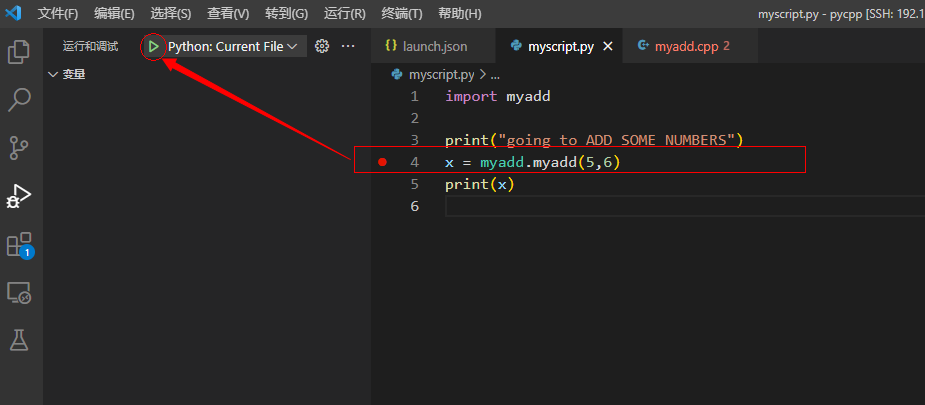 文件(F) 编辑(E) 选择(S) 查看(V) 转到(G) 运行(R) 终端(T) 帮助(H) myscript.py - pycpp [SSH: 192.1
运行和调试 Python: Current File ... launch.json myscript.py myadd.cpp 2
变量
myscript.py > ...
1 import myadd
2
3 print("going to ADD SOME NUMBERS")
4 x = myadd.myadd(5,6)
5 print(x)
6
1